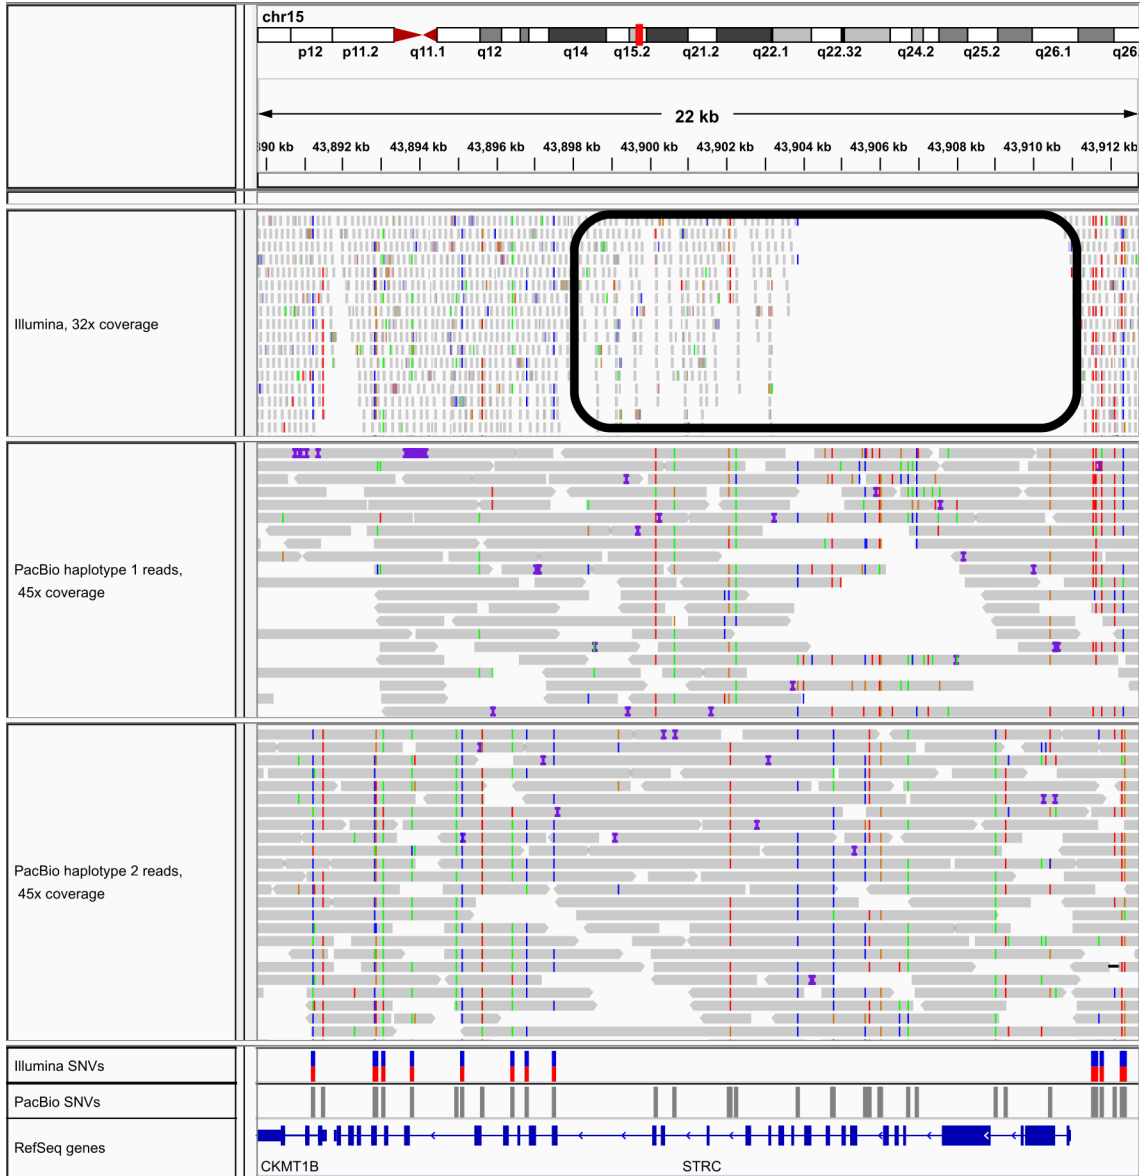 chr15
p12 p11.2 q11.1 q12 q14 q15.2 q21.2 q22.1 q22.32 q24.2 q25.2 q26.1 q26.
22 kb
390 kb 43,892 kb 43,894 kb 43,896 kb 43,898 kb 43,900 kb 43,902 kb 43,904 kb 43,906 kb 43,908 kb 43,910 kb 43,912 kb
Illumina, 32x coverage
PacBio haplotype 1 reads,
45x coverage
PacBio haplotype 2 reads,
45x coverage
Illumina SNVs
PacBio SNVs
RefSeq genes
CKMT1B STRC